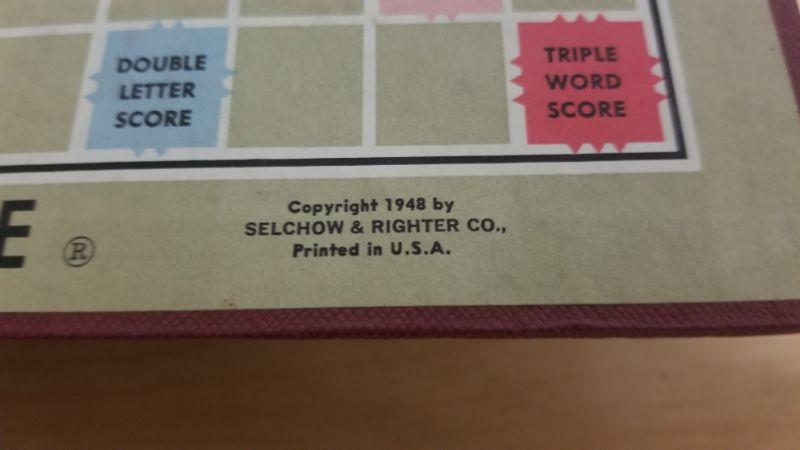 DOUBLE
LETTER
SCORE
TRIPLE
WORD
SCORE
E ®
Copyright 1948 by
SELCHOW & RIGHTER CO.,
Printed in U.S.A.